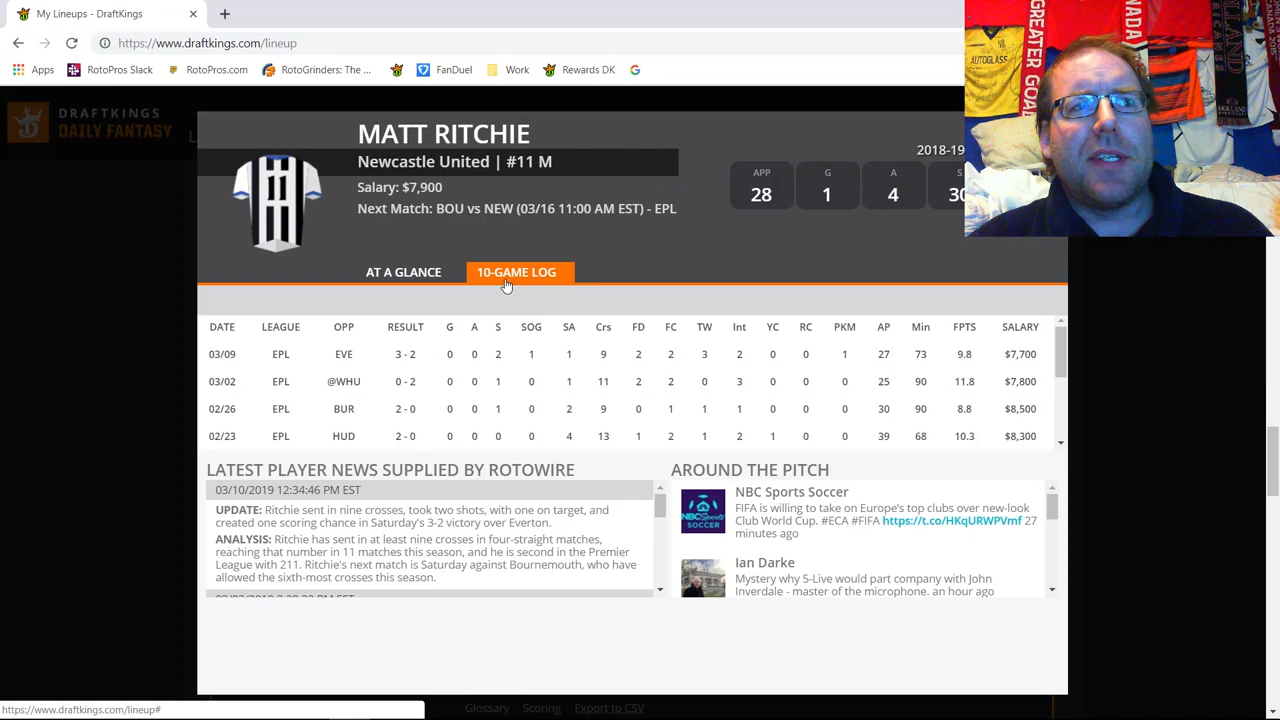 My Lineups - DraftKings
https://www.draftkings.com/lineup
Apps RotoPros Slack RotoPros.com RotoGrinders: The ... FanDuel Work Rewards DK
DRAFTKINGS
DAILY FANTASY
MATT RITCHIE
Newcastle United | #11 M
Salary: $7,900
Next Match: BOU vs NEW (03/16 11:00 AM EST) - EPL
2018-19
APP G A S
28 1 4 30
11
AT A GLANCE 10-GAME LOG
DATE LEAGUE OPP RESULT G A S SOG SA Crs FD FC TW Int YC RC PKM AP Min FPTS SALARY
03/09 EPL EVE 3 - 2 0 0 2 1 1 9 2 2 3 2 0 0 1 27 73 9.8 $7,700
03/02 EPL @WHU 0 - 2 0 0 1 0 1 11 2 2 0 3 0 0 0 25 90 11.8 $7,800
02/26 EPL BUR 2 - 0 0 0 1 0 2 9 0 1 1 1 0 0 0 30 90 8.8 $8,500
02/23 EPL HUD 2 - 0 0 0 0 0 4 13 1 2 1 2 1 0 0 39 68 10.3 $8,300
LATEST PLAYER NEWS SUPPLIED BY ROTOWIRE
03/10/2019 12:34:46 PM EST
UPDATE: Ritchie sent in nine crosses, took two shots, with one on target, and
created one scoring chance in Saturday's 3-2 victory over Everton.
ANALYSIS: Ritchie has sent in at least nine crosses in four-straight matches,
reaching that number in 11 matches this season, and he is second in the Premier
League with 211. Ritchie's next match is Saturday against Bournemouth, who have
allowed the sixth-most crosses this season.
AROUND THE PITCH
NBC Sports Soccer
FIFA is willing to take on Europe's top clubs over new-look
Club World Cup. #ECA #FIFA https://t.co/HKqURWPVmf 27
minutes ago
Ian Darke
Mystery why 5-Live would part company with John
Inverdale - master of the microphone. an hour ago
Glossary Scoring Export to CSV
https://www.draftkings.com/lineup#
GREATER GOA
CANADA
AUTOGLASS
HOLLAND